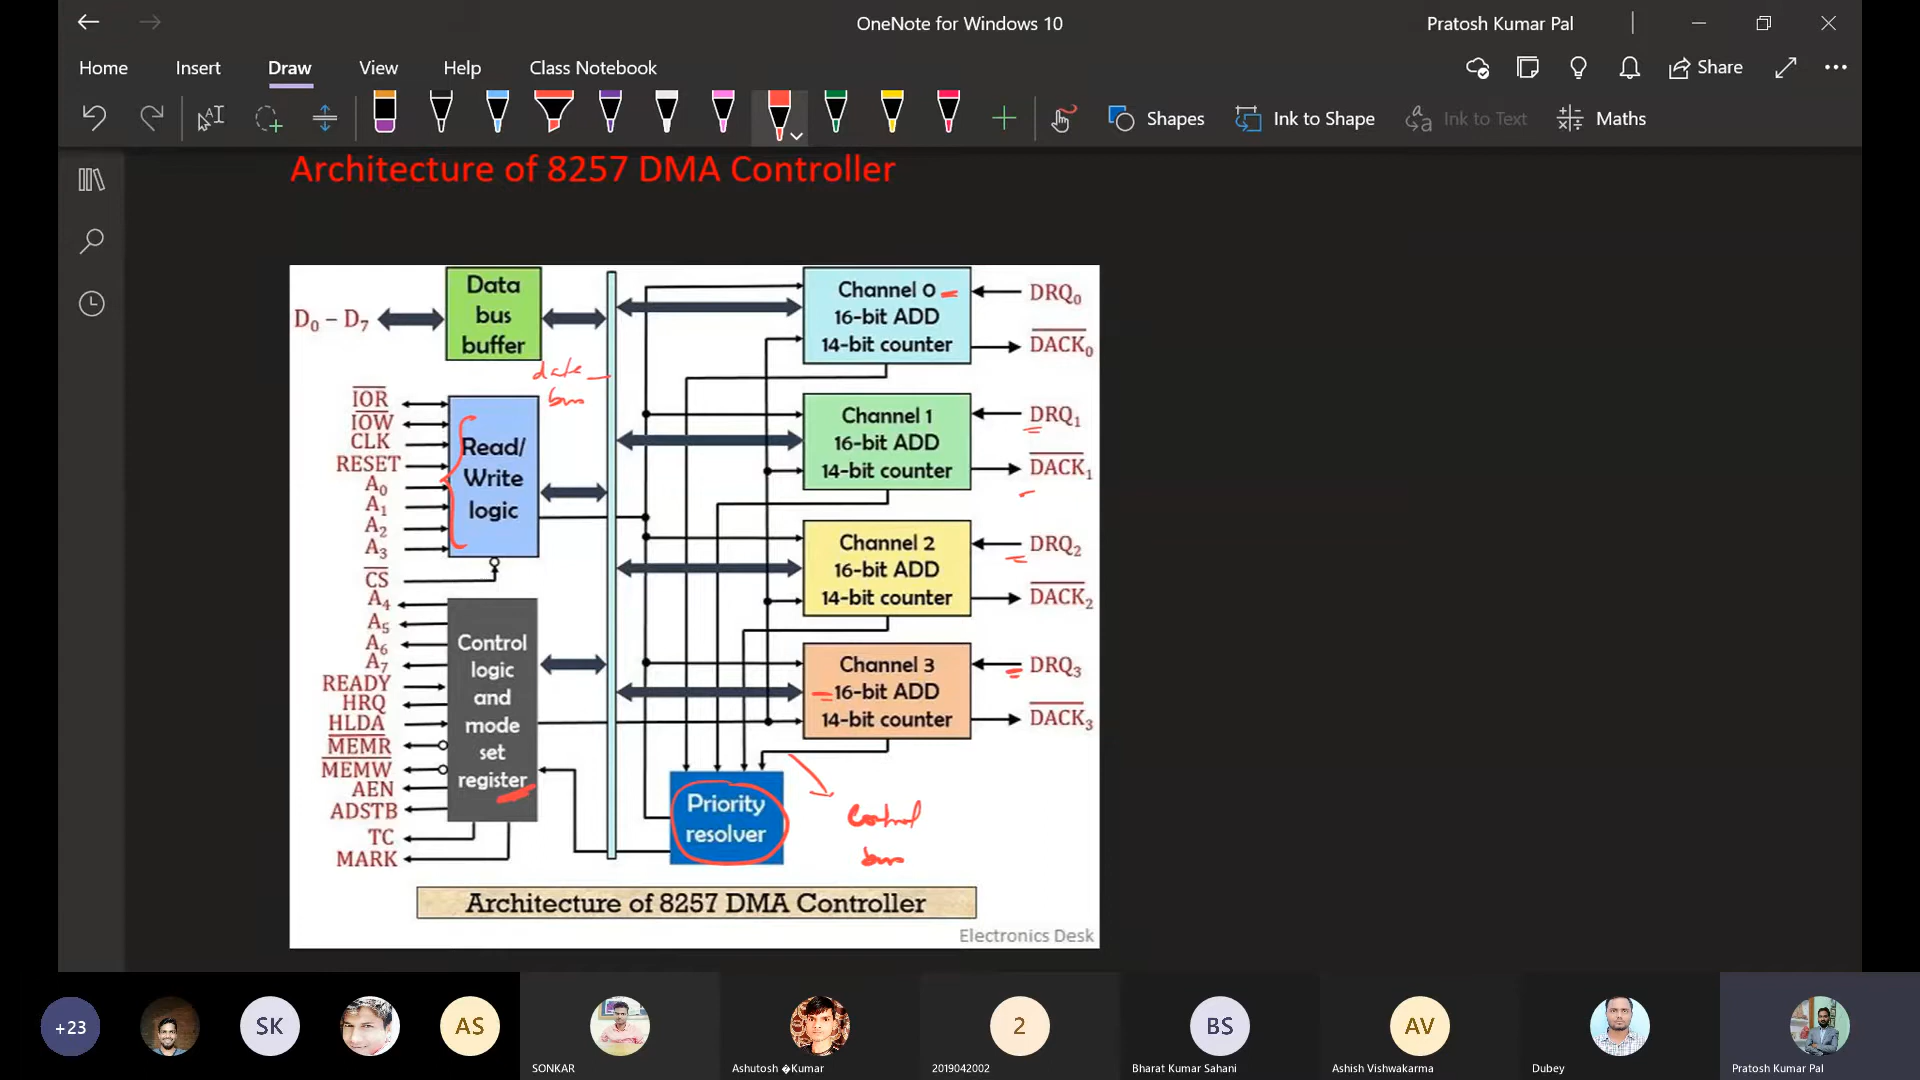 OneNote for Windows 10
Pratosh Kumar Pal
Home Insert Draw View Help Class Notebook
Share
Shapes
Ink to Shape
Ink to Text
Maths
Architecture of 8257 DMA Controller
D₀ – D₇
Data
bus
buffer
date
bus
IOR
IOW
CLK
RESET
A₀
A₁
A₂
A₃
CS
Read/
Write
logic
A₄
A₅
A₆
A₇
READY
HRQ
HLDA
MEMR
MEMW
AEN
ADSTB
TC
MARK
Control
logic
and
mode
set
register
Channel 0
16-bit ADD
14-bit counter
DRQ₀
DACK₀
Channel 1
16-bit ADD
14-bit counter
DRQ₁
DACK₁
Channel 2
16-bit ADD
14-bit counter
DRQ₂
DACK₂
Channel 3
16-bit ADD
14-bit counter
DRQ₃
DACK₃
Priority
resolver
Control
bus
Architecture of 8257 DMA Controller
Electronics Desk
+23
SK
AS
2
BS
AV
SONKAR
Ashutosh �Kumar
2019042002
Bharat Kumar Sahani
Ashish Vishwakarma
Dubey
Pratosh Kumar Pal